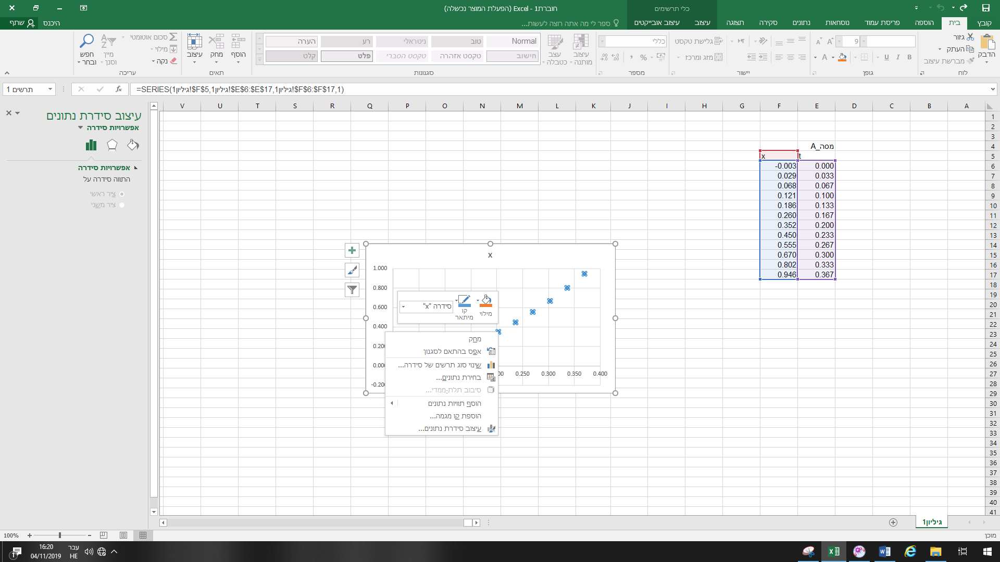 חוברת1 - Excel (הפעלת המוצר נכשלה)
כלי תרשימים
קובץ
בית
הוספה
פריסת עמוד
נוסחאות
נתונים
סקירה
תצוגה
עיצוב
עיצוב אובייקטים
ספר לי מה אתה רוצה לעשות...
היכנס
שתף
הדבק
גזור
העתק
מברשת עיצוב
לוח
9
A A
B I U
A
גופן
גלישת טקסט
מזג ומרכז
יישור
כללי
%
מספר
עיצוב מותנה
עצב כטבלה
Normal
טוב
ניטראלי
רע
הערה
חישוב
טקסט אזהרה
טקסט הסברי
פלט
קלט
סגנונות
הוסף
מחק
עיצוב
תאים
סכום אוטומטי
מילוי
נקה
מיין וסנן
חפש ובחר
עריכה
תרשים 1
fx
=SERIES(גיליון1!$F$5,גיליון1!$E$6:$E$17,גיליון1!$F$6:$F$17,1)
A B C D E F G H I J K L M N O P Q R S T U V
1
2
3
4 מסה_A
5 t x
6 0.000 -0.003
7 0.033 0.029
8 0.067 0.068
9 0.100 0.121
10 0.133 0.186
11 0.167 0.260
12 0.200 0.352
13 0.233 0.450
14 0.267 0.555
15 0.300 0.670
16 0.333 0.802
17 0.367 0.946
18
19
20
21
22
23
24
25
26
27
28
29
30
31
32
33
34
35
36
37
38
39
40
41
x
1.000
0.800
0.600
0.400
0.20
0.00
-0.20
00 0.250 0.300 0.350 0.400
מילוי
קו מיתאר
סידרה "x"
מחק
אפס בהתאם לסגנון
שינוי סוג תרשים של סידרה...
בחירת נתונים...
סיבוב תלת-ממדי...
הוסף תוויות נתונים
הוספת קו מגמה...
עיצוב סידרת נתונים...
עיצוב סידרת נתונים
אפשרויות סידרה
אפשרויות סידרה
התווה סידרה על
ציר ראשי
ציר משני
גיליון1
מוכן
100%
עבר
HE
16:20
04/11/2019
1